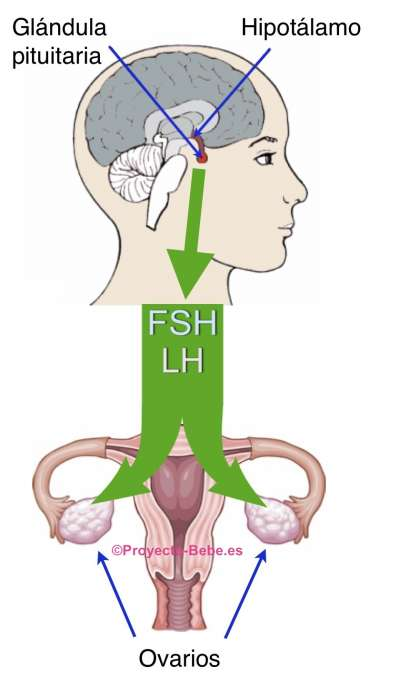 Glándula
pituitaria
Hipotálamo
FSH
LH
©Proyecto-Bebe.es
Ovarios